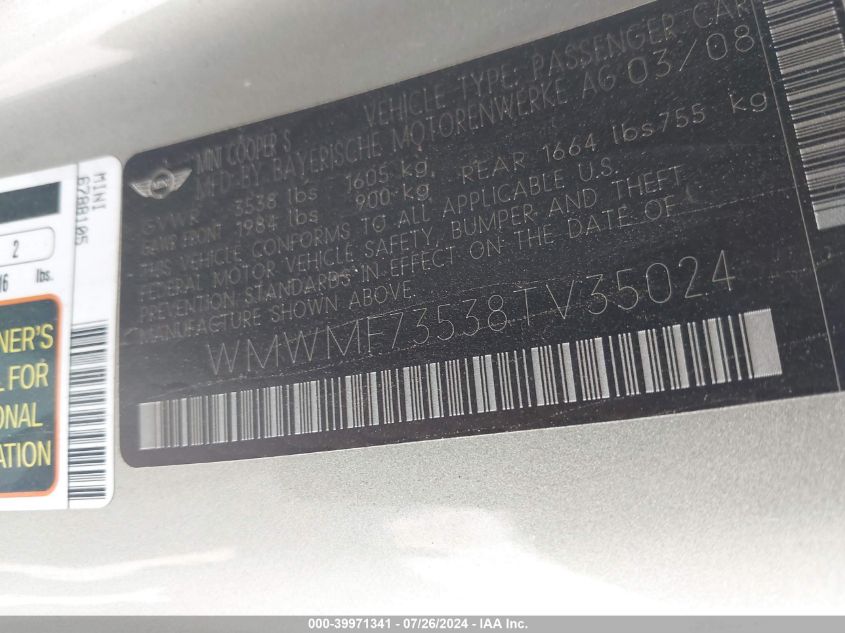 MINI
6788105
2
16 lbs.
NER'S
L FOR
ONAL
ATION
MINI COOPER S VEHICLE TYPE: PASSENGER CAR
MFD-BY: BAYERISCHE MOTORENWERKE AG 03/08
GVWR 3538 lbs 1605 kg,
GAWR FRONT 1984 lbs 900 kg, REAR 1664 lbs 755 kg
THIS VEHICLE CONFORMS TO ALL APPLICABLE U.S.
FEDERAL MOTOR VEHICLE SAFETY, BUMPER AND THEFT
PREVENTION STANDARDS IN EFFECT ON THE DATE OF
MANUFACTURE SHOWN ABOVE.
WMWMF73538TV35024
000-39971341 - 07/26/2024 - IAA Inc.